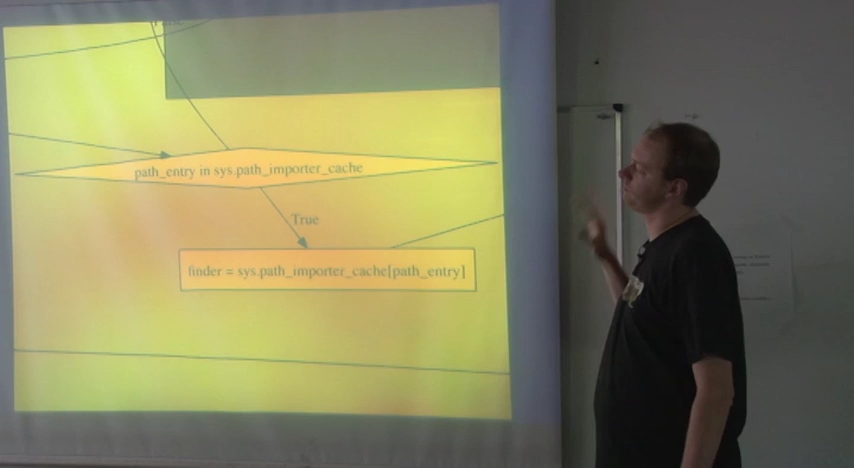 path_entry in sys.path_importer_cache
True
finder = sys.path_importer_cache[path_entry]